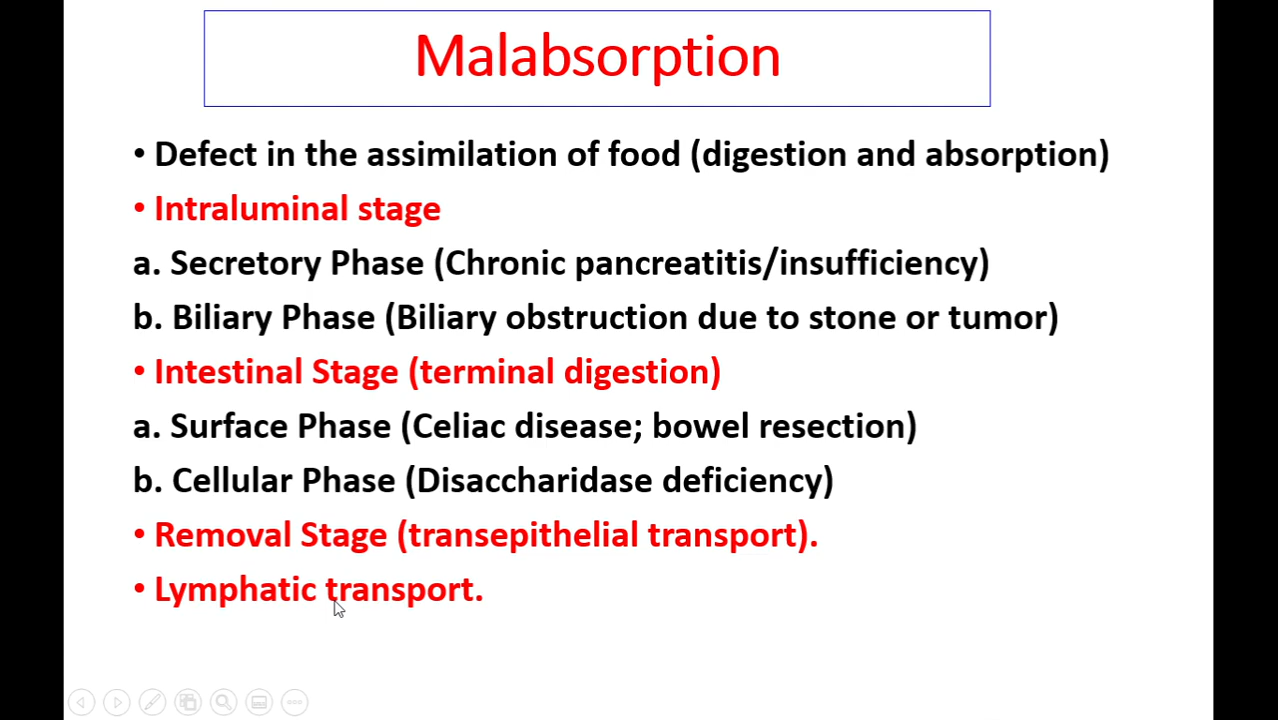 Malabsorption
• Defect in the assimilation of food (digestion and absorption)
• Intraluminal stage
a. Secretory Phase (Chronic pancreatitis/insufficiency)
b. Biliary Phase (Biliary obstruction due to stone or tumor)
• Intestinal Stage (terminal digestion)
a. Surface Phase (Celiac disease; bowel resection)
b. Cellular Phase (Disaccharidase deficiency)
• Removal Stage (transepithelial transport).
• Lymphatic transport.